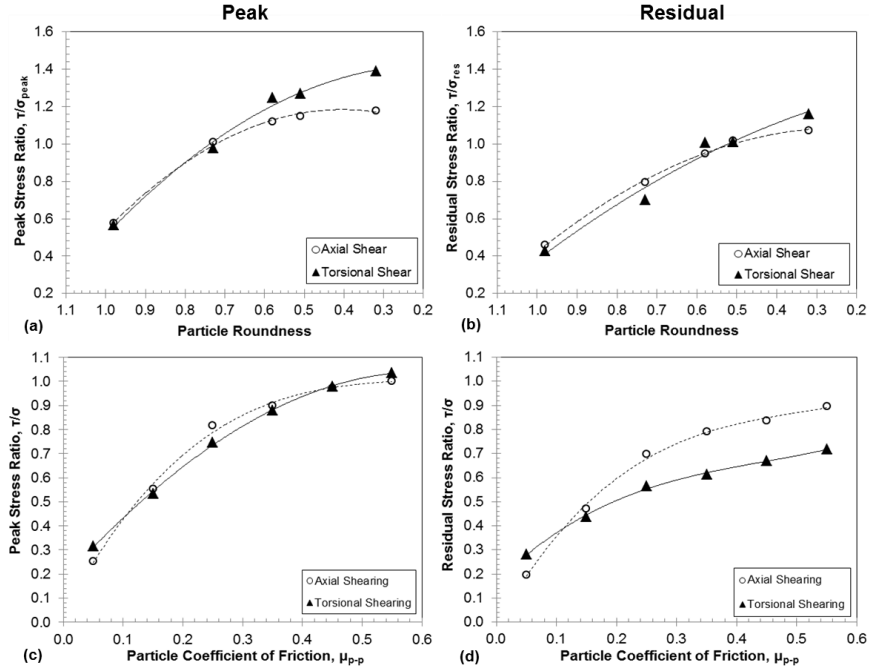 Peak
Residual
Peak Stress Ratio, τ/σpeak
1.6
1.4
1.2
1.0
0.8
0.6
0.4
0.2
1.1 1.0 0.9 0.8 0.7 0.6 0.5 0.4 0.3 0.2
Axial Shear
Torsional Shear
(a)
Particle Roundness
Residual Stress Ratio, τ/σres
1.6
1.4
1.2
1.0
0.8
0.6
0.4
0.2
1.1 1.0 0.9 0.8 0.7 0.6 0.5 0.4 0.3 0.2
Axial Shear
Torsional Shear
(b)
Particle Roundness
Peak Stress Ratio, τ/σ
1.1
1.0
0.9
0.8
0.7
0.6
0.5
0.4
0.3
0.2
0.1
0.0
0.0 0.1 0.2 0.3 0.4 0.5 0.6
Axial Shearing
Torsional Shearing
(c)
Particle Coefficient of Friction, μp-p
Residual Stress Ratio, τ/σ
1.1
1.0
0.9
0.8
0.7
0.6
0.5
0.4
0.3
0.2
0.1
0.0
0.0 0.1 0.2 0.3 0.4 0.5 0.6
Axial Shearing
Torsional Shearing
(d)
Particle Coefficient of Friction, μp-p